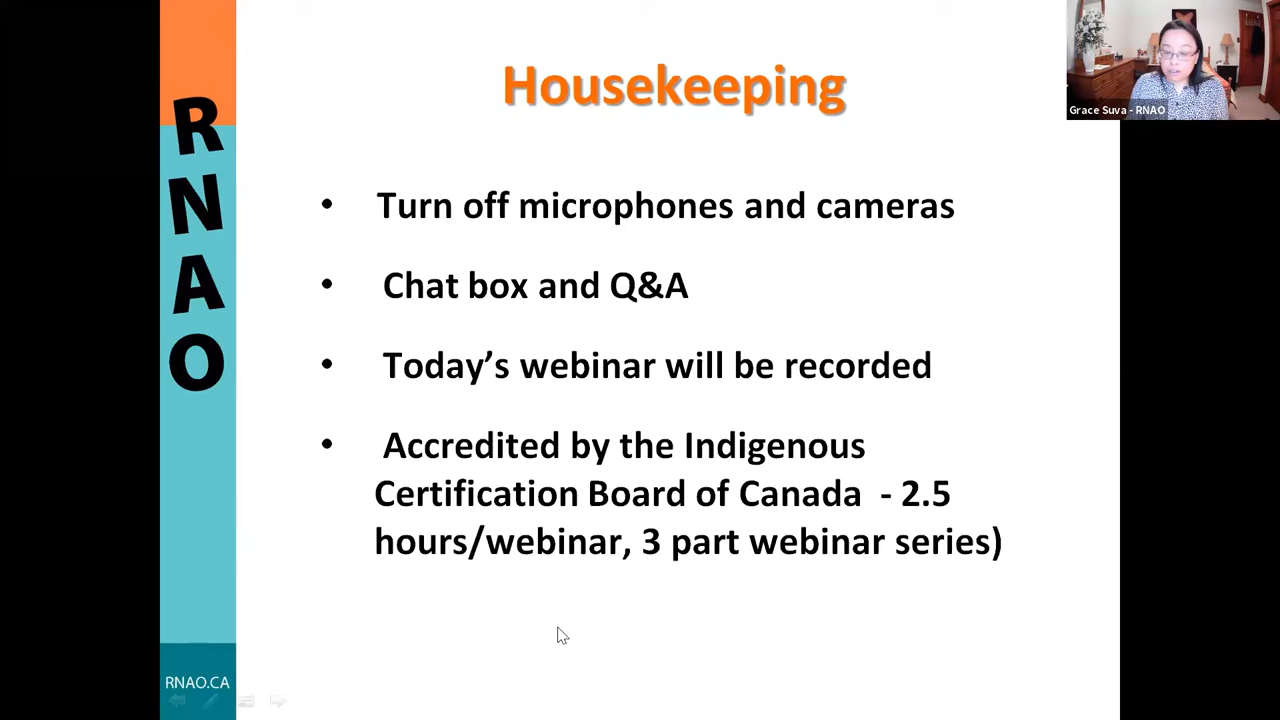 R
N
A
O
RNAO.CA
Housekeeping
• Turn off microphones and cameras
• Chat box and Q&A
• Today’s webinar will be recorded
• Accredited by the Indigenous
Certification Board of Canada - 2.5
hours/webinar, 3 part webinar series)
Grace Suva - RNAO